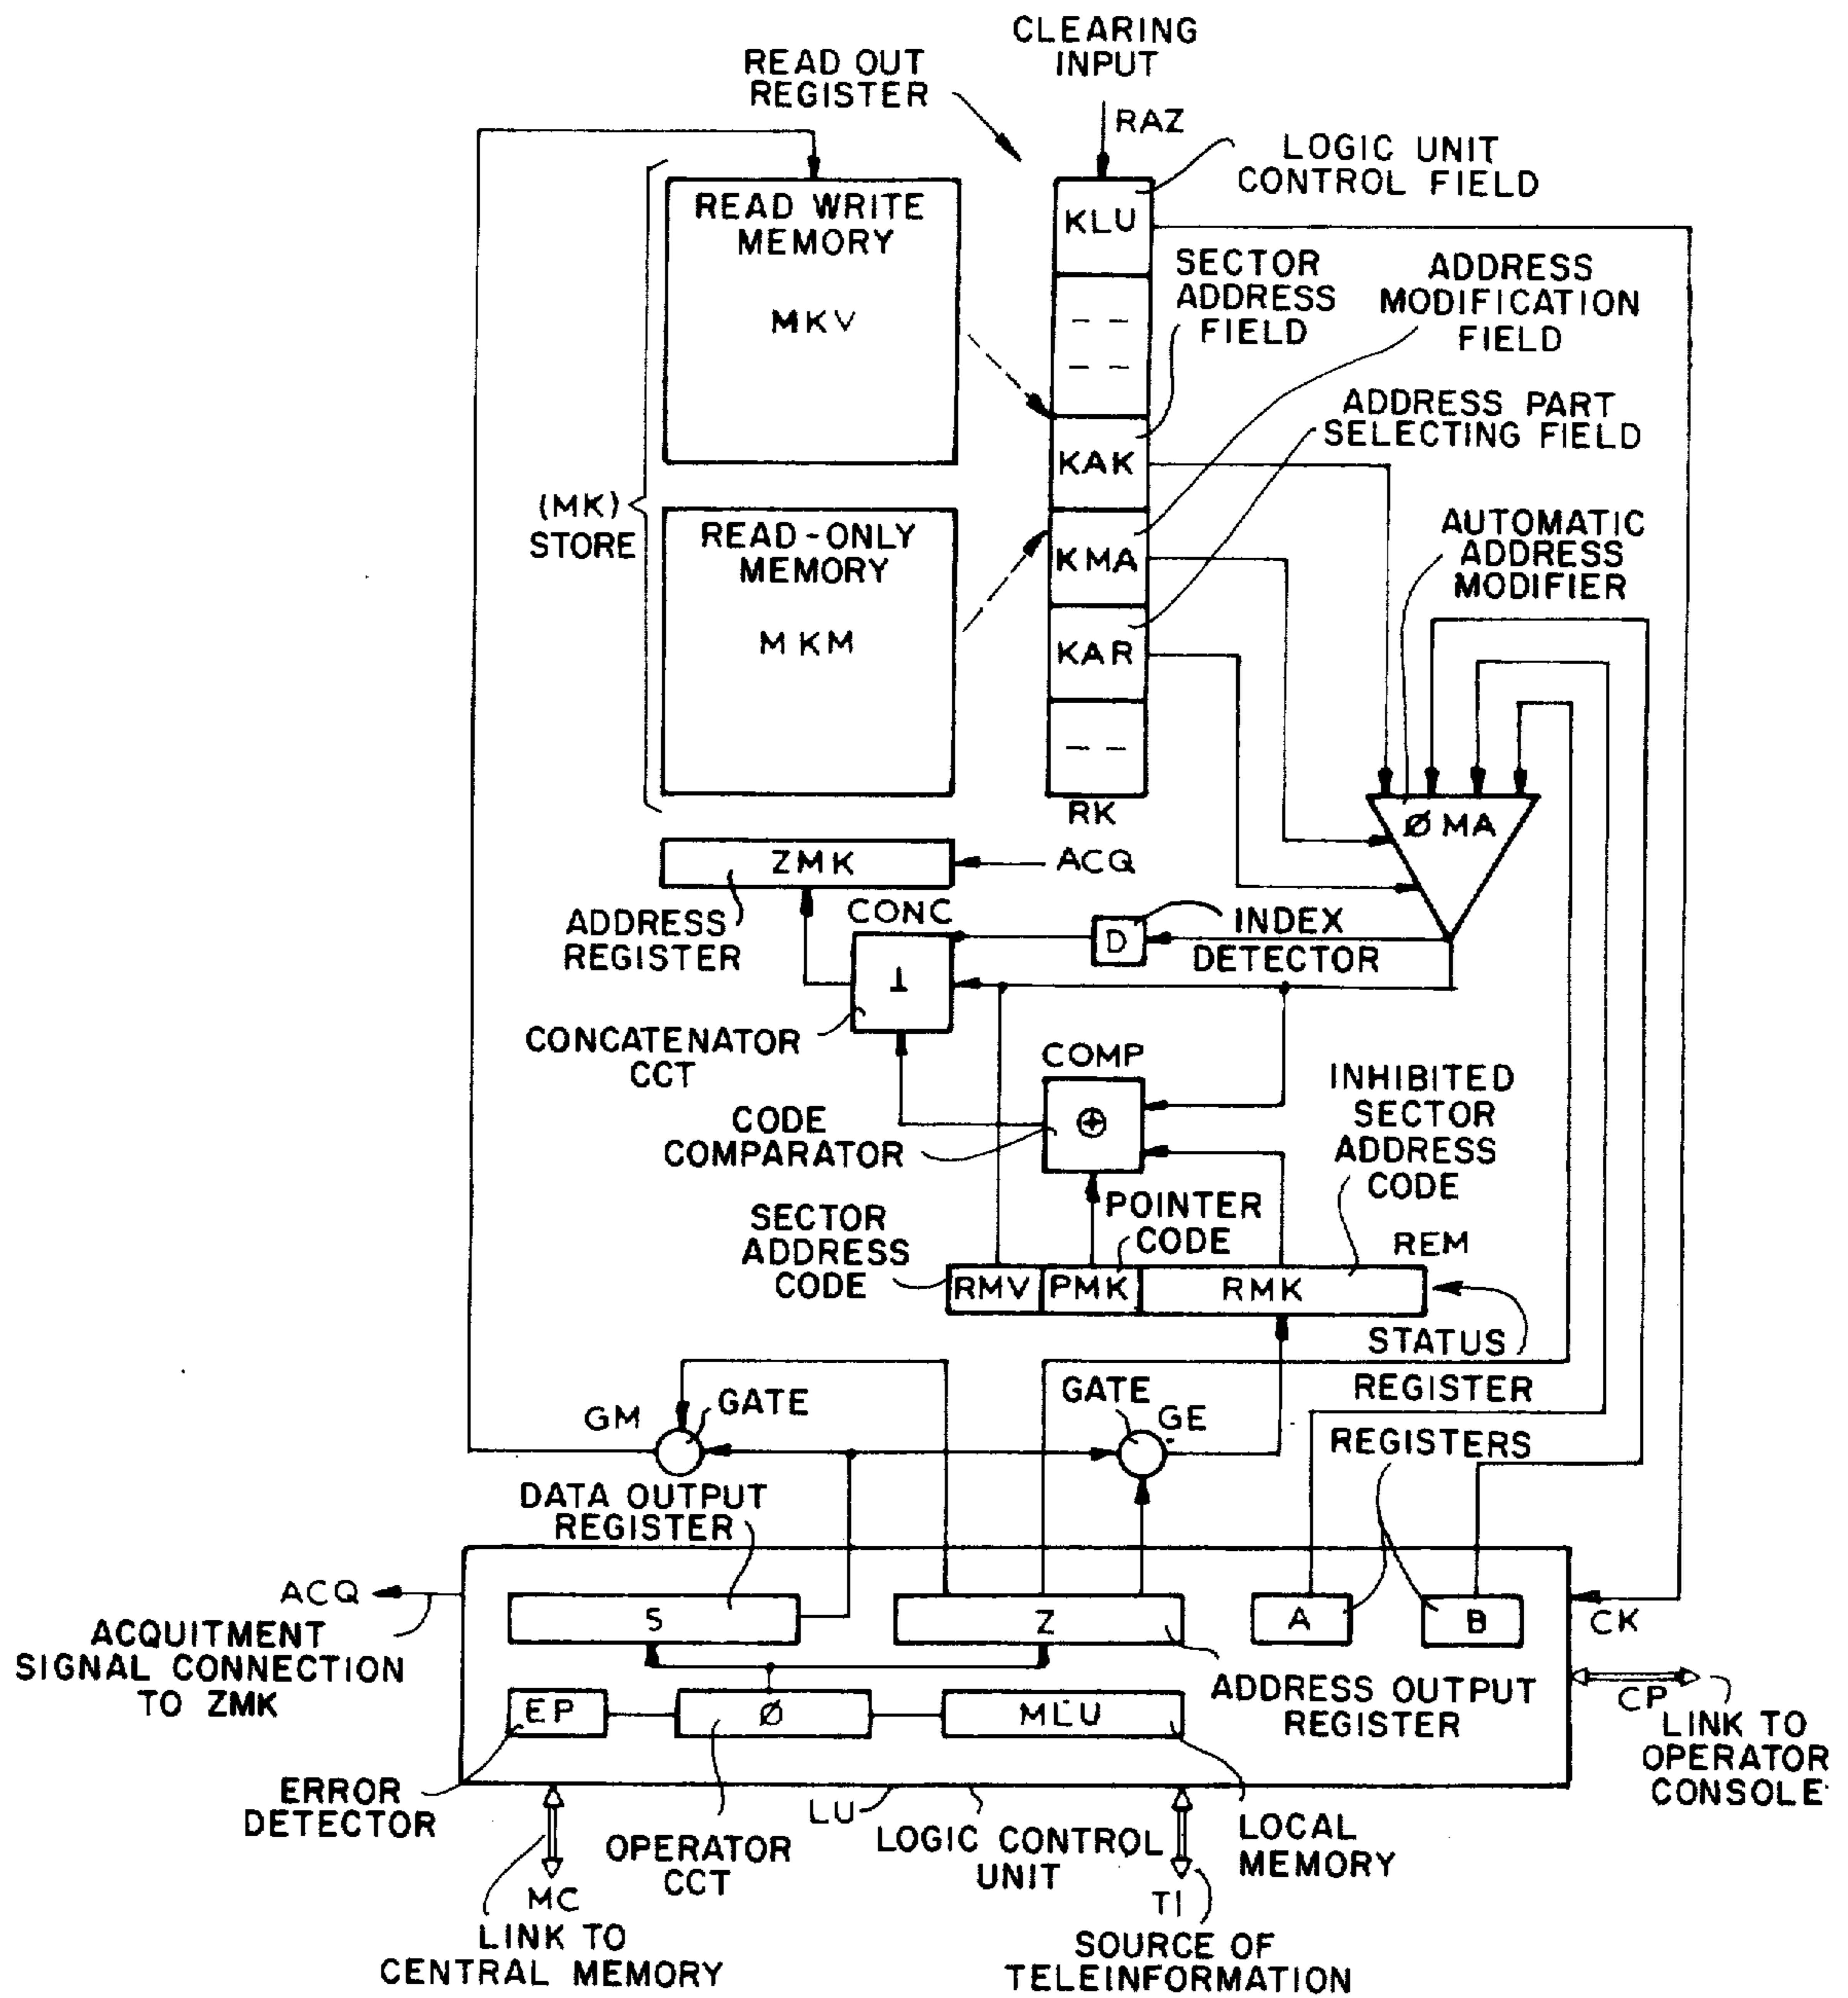 CLEARING
INPUT
READ OUT
REGISTER
RAZ
LOGIC UNIT
CONTROL FIELD
READ WRITE
MEMORY
MKV
KLU
SECTOR
ADDRESS
FIELD
ADDRESS
MODIFICATION
FIELD
ADDRESS PART
SELECTING FIELD
KAK
(MK)
STORE
READ-ONLY
MEMORY
MKM
KMA
KAR
AUTOMATIC
ADDRESS
MODIFIER
RK
ØMA
ZMK
ACQ
ADDRESS
REGISTER
CONC
⊥
D
INDEX
DETECTOR
CONCATENATOR
CCT
COMP
⊕
CODE
COMPARATOR
INHIBITED
SECTOR
ADDRESS
CODE
SECTOR
ADDRESS
CODE
POINTER
CODE
REM
RMV
PMK
RMK
STATUS
REGISTER
GM
GATE
GATE
GE
REGISTERS
DATA OUTPUT
REGISTER
ACQ
ACQUITMENT
SIGNAL CONNECTION
TO ZMK
S
Z
A
B
CK
EP
Ø
MLU
ADDRESS OUTPUT
REGISTER
CP
LINK TO
OPERATOR
CONSOLE
ERROR
DETECTOR
OPERATOR
CCT
LU
LOGIC CONTROL
UNIT
LOCAL
MEMORY
MC
LINK TO
CENTRAL MEMORY
TI
SOURCE OF
TELEINFORMATION